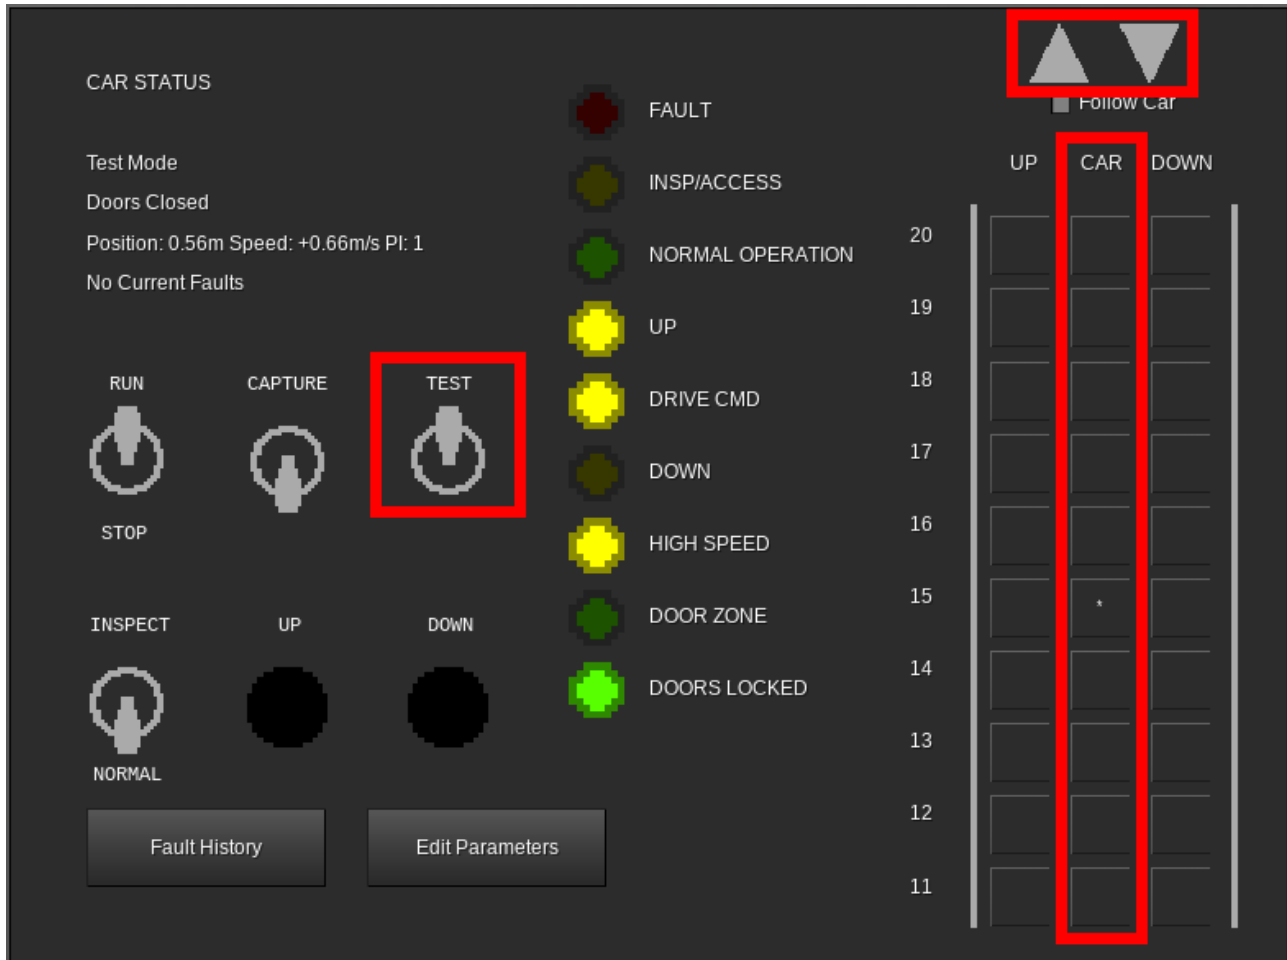 CAR STATUS
Test Mode
Doors Closed
Position: 0.56m Speed: +0.66m/s PI: 1
No Current Faults
RUN
CAPTURE
TEST
STOP
INSPECT
UP
DOWN
NORMAL
Fault History
Edit Parameters
FAULT
INSP/ACCESS
NORMAL OPERATION
UP
DRIVE CMD
DOWN
HIGH SPEED
DOOR ZONE
DOORS LOCKED
Follow Car
UP CAR DOWN
20
19
18
17
16
15 *
14
13
12
11